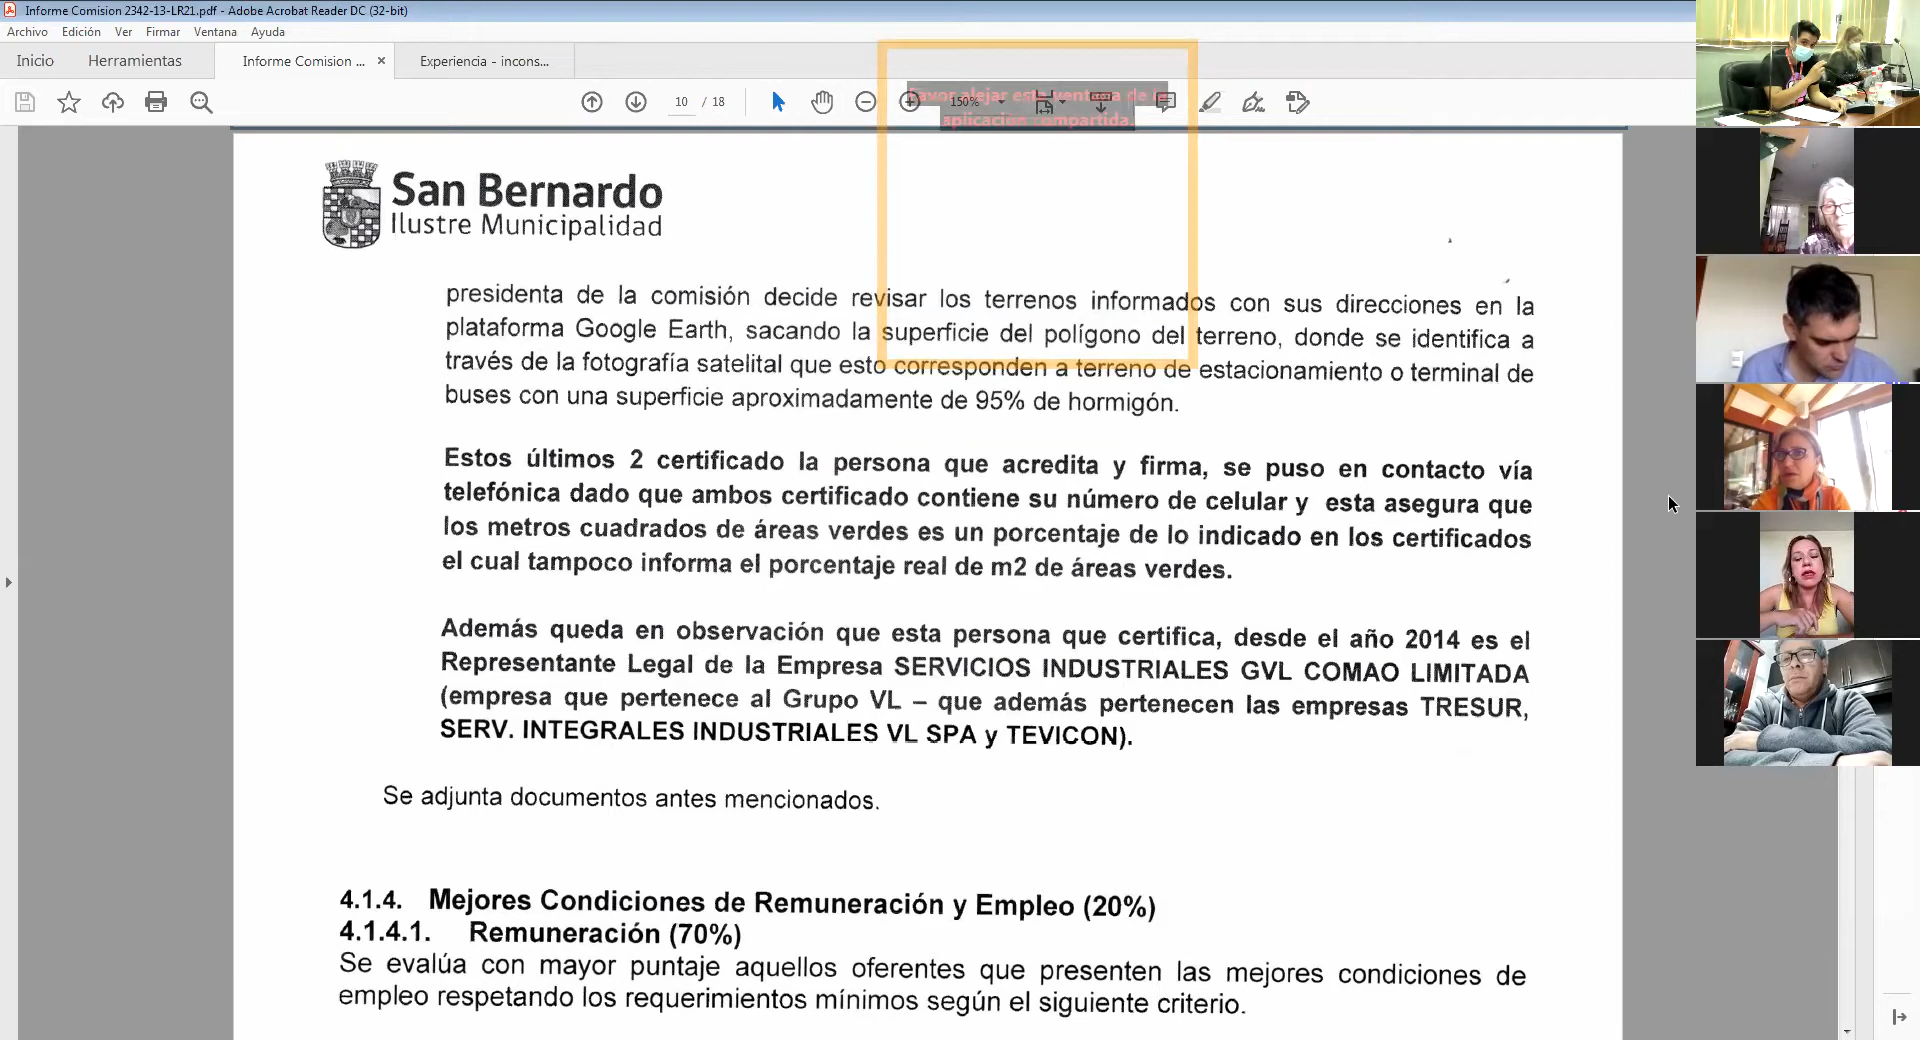 Informe Comision 2342-13-LR21.pdf - Adobe Acrobat Reader DC (32-bit)
Archivo Edición Ver Firmar Ventana Ayuda
Inicio Herramientas Informe Comision ... × Experiencia - incons...
10 / 18 150%
Favor alejar esta ventana de la
aplicación compartida.
San Bernardo
Ilustre Municipalidad
presidenta de la comisión decide revisar los terrenos informados con sus direcciones en la
plataforma Google Earth, sacando la superficie del polígono del terreno, donde se identifica a
través de la fotografía satelital que esto corresponden a terreno de estacionamiento o terminal de
buses con una superficie aproximadamente de 95% de hormigón.
Estos últimos 2 certificado la persona que acredita y firma, se puso en contacto vía
telefónica dado que ambos certificado contiene su número de celular y esta asegura que
los metros cuadrados de áreas verdes es un porcentaje de lo indicado en los certificados
el cual tampoco informa el porcentaje real de m2 de áreas verdes.
Además queda en observación que esta persona que certifica, desde el año 2014 es el
Representante Legal de la Empresa SERVICIOS INDUSTRIALES GVL COMAO LIMITADA
(empresa que pertenece al Grupo VL – que además pertenecen las empresas TRESUR,
SERV. INTEGRALES INDUSTRIALES VL SPA y TEVICON).
Se adjunta documentos antes mencionados.
4.1.4. Mejores Condiciones de Remuneración y Empleo (20%)
4.1.4.1. Remuneración (70%)
Se evalúa con mayor puntaje aquellos oferentes que presenten las mejores condiciones de
empleo respetando los requerimientos mínimos según el siguiente criterio.